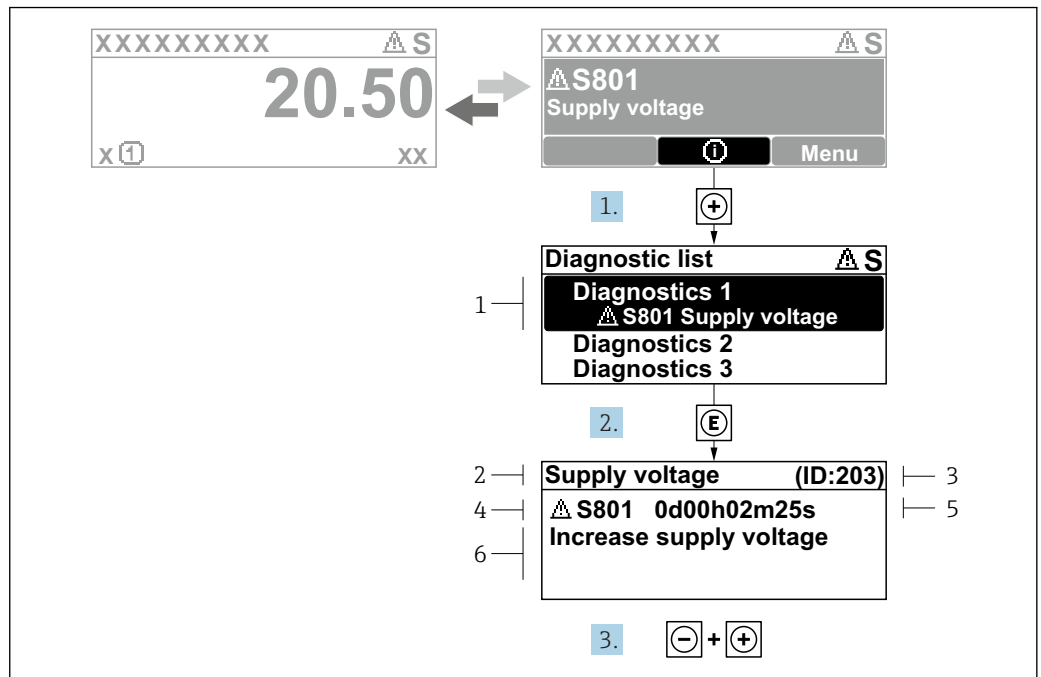 XXXXXXXXX ⚠ S
20.50
X 1 XX
XXXXXXXXX ⚠ S
⚠S801
Supply voltage
i Menu
1. +
Diagnostic list ⚠ S
1
Diagnostics 1
⚠ S801 Supply voltage
Diagnostics 2
Diagnostics 3
2. E
2 Supply voltage (ID:203) 3
4 ⚠ S801 0d00h02m25s 5
6 Increase supply voltage
3. - + +